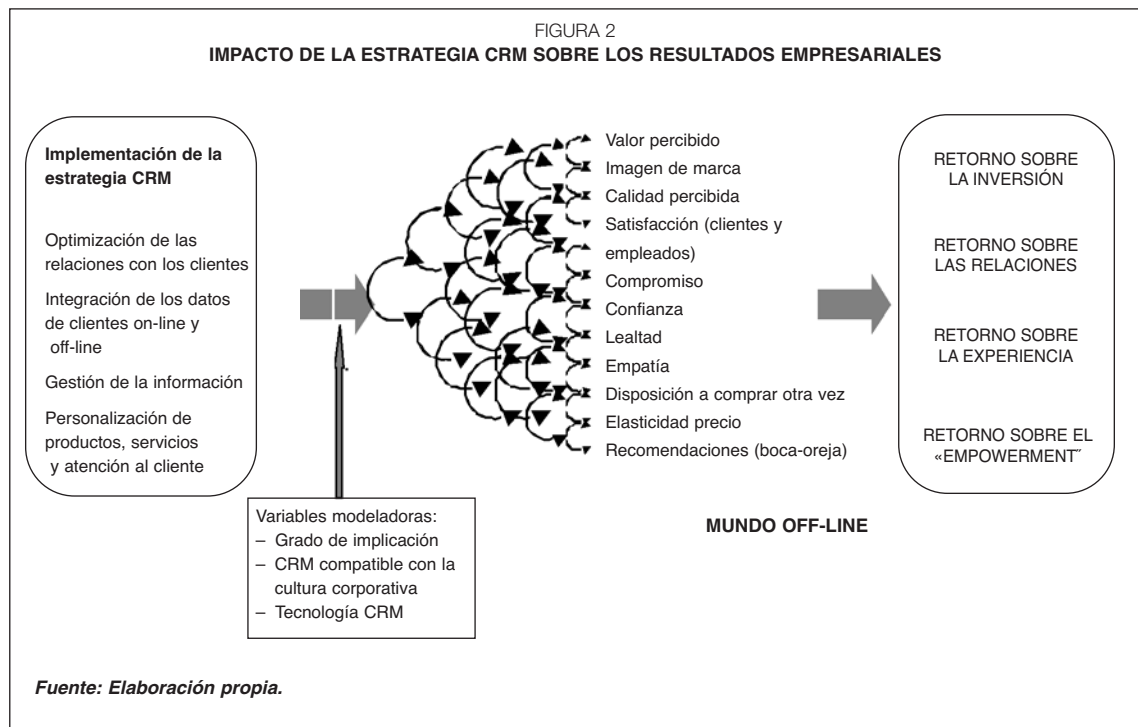 FIGURA 2
IMPACTO DE LA ESTRATEGIA CRM SOBRE LOS RESULTADOS EMPRESARIALES
Implementación de la
estrategia CRM
Optimización de las
relaciones con los clientes
Integración de los datos
de clientes on-line y
off-line
Gestión de la información
Personalización de
productos, servicios
y atención al cliente
Variables modeladoras:
– Grado de implicación
– CRM compatible con la
cultura corporativa
– Tecnología CRM
Valor percibido
Imagen de marca
Calidad percibida
Satisfacción (clientes y
empleados)
Compromiso
Confianza
Lealtad
Empatía
Disposición a comprar otra vez
Elasticidad precio
Recomendaciones (boca-oreja)
MUNDO OFF-LINE
RETORNO SOBRE
LA INVERSIÓN
RETORNO SOBRE
LAS RELACIONES
RETORNO SOBRE
LA EXPERIENCIA
RETORNO SOBRE EL
«EMPOWERMENT˝
Fuente: Elaboración propia.